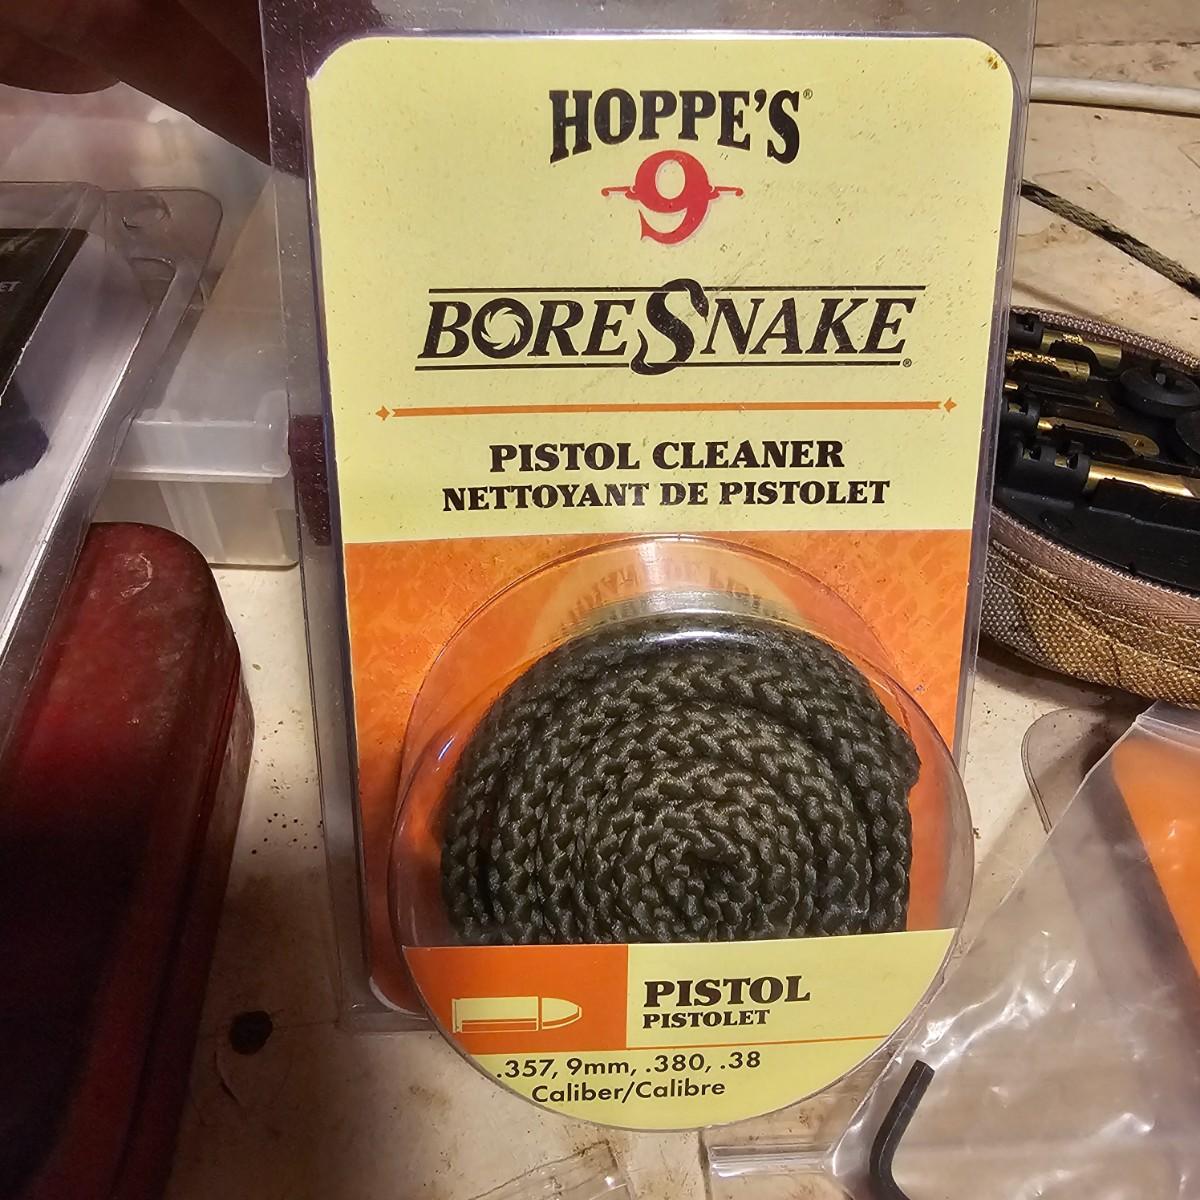 HOPPE'S®
9
BORESNAKE®
PISTOL CLEANER
NETTOYANT DE PISTOLET
PISTOL
PISTOLET
.357, 9mm, .380, .38
Caliber/Calibre